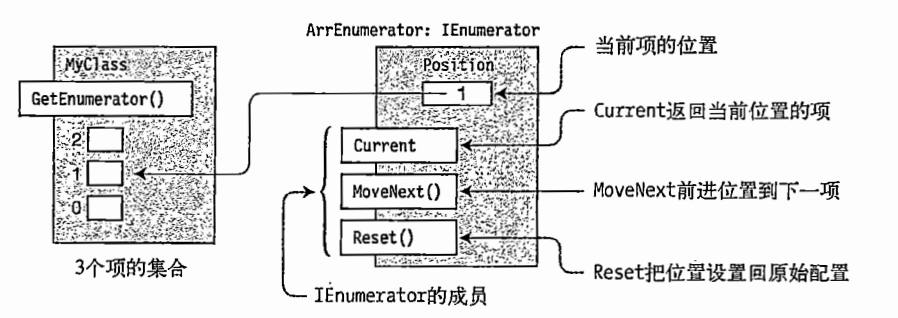 ArrEnumerator: IEnumerator
MyClass
GetEnumerator()
2
1
0
3个项的集合
Position
1
Current
MoveNext()
Reset()
IEnumerator的成员
当前项的位置
Current返回当前位置的项
MoveNext前进位置到下一项
Reset把位置设置回原始配置